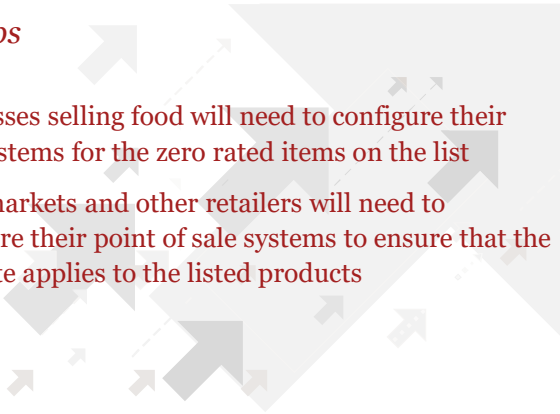 ps
sses selling food will need to configure their
stems for the zero rated items on the list
narkets and other retailers will need to
re their point of sale systems to ensure that the
te applies to the listed products